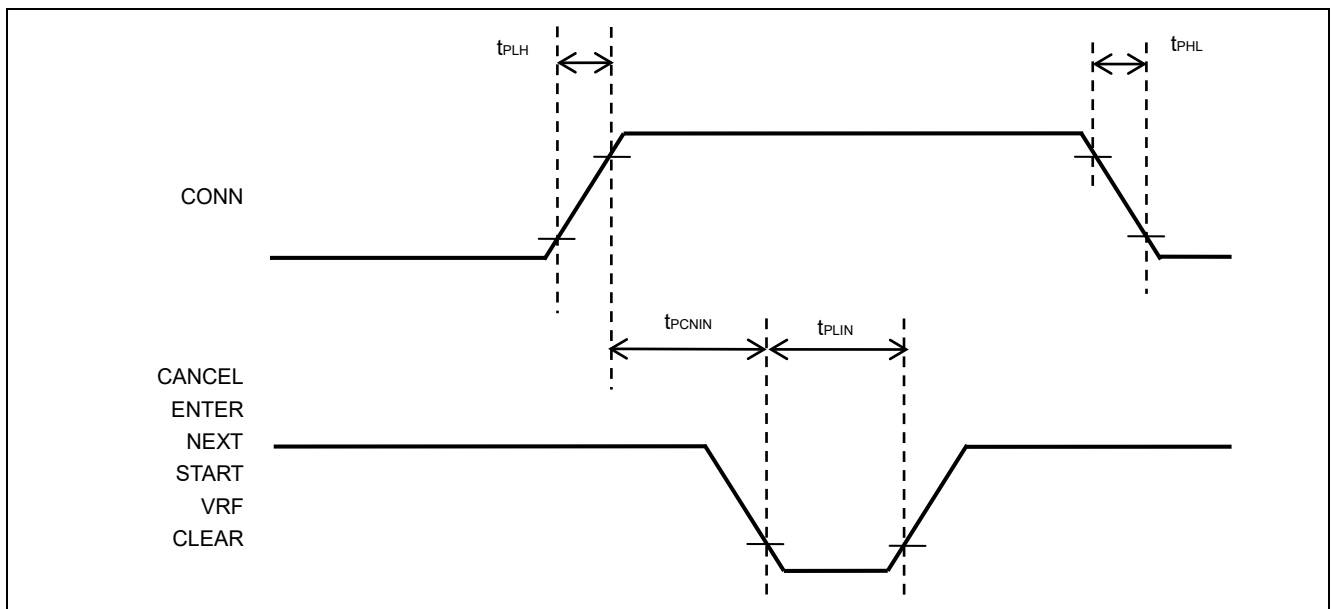 tPLH
tPHL
CONN
tPCNIN
tPLIN
CANCEL
ENTER
NEXT
START
VRF
CLEAR